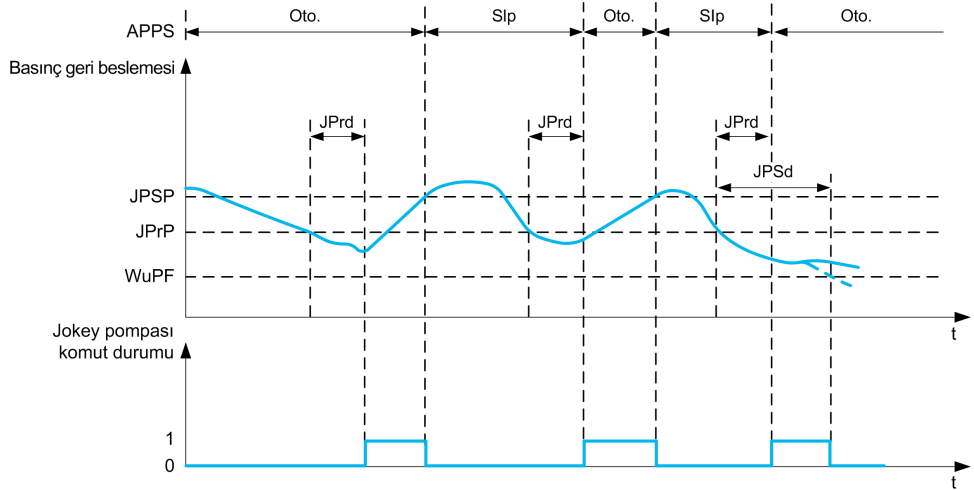 Oto. Slp Oto. Slp Oto.
APPS
Basınç geri beslemesi
JPrd JPrd JPrd
JPSd
JPSP
JPrP
WuPF
t
Jokey pompası
komut durumu
1
0
t